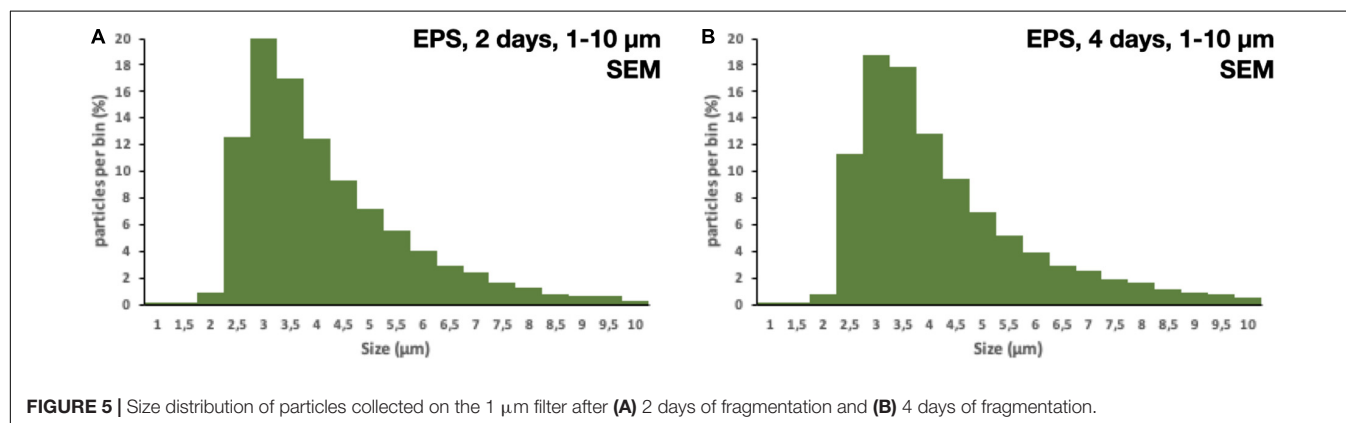 A
EPS, 2 days, 1-10 µm
SEM
particles per bin (%)
20
18
16
14
12
10
8
6
4
2
0
1 1,5 2 2,5 3 3,5 4 4,5 5 5,5 6 6,5 7 7,5 8 8,5 9 9,5 10
Size (µm)
B
EPS, 4 days, 1-10 µm
SEM
particles per bin (%)
20
18
16
14
12
10
8
6
4
2
0
1 1,5 2 2,5 3 3,5 4 4,5 5 5,5 6 6,5 7 7,5 8 8,5 9 9,5 10
Size (µm)
FIGURE 5 | Size distribution of particles collected on the 1 µm filter after (A) 2 days of fragmentation and (B) 4 days of fragmentation.